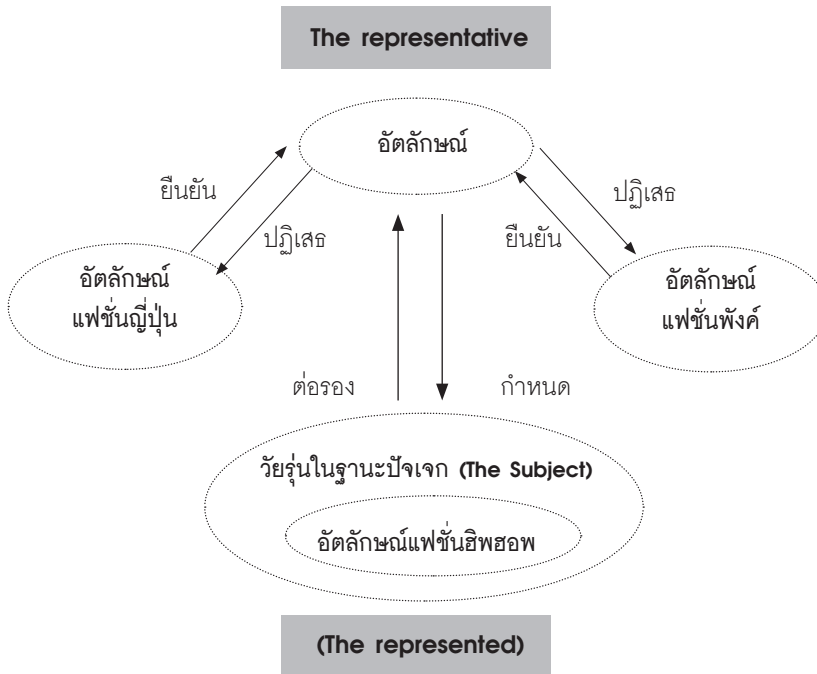 The representative
อัตลักษณ์
ยืนยัน
ปฏิเสธ
ปฏิเสธ
ยืนยัน
อัตลักษณ์
แฟชั่นญี่ปุ่น
อัตลักษณ์
แฟชั่นพังค์
ต่อรอง
กำหนด
วัยรุ่นในฐานะปัจเจก (The Subject)
อัตลักษณ์แฟชั่นฮิพฮอพ
(The represented)